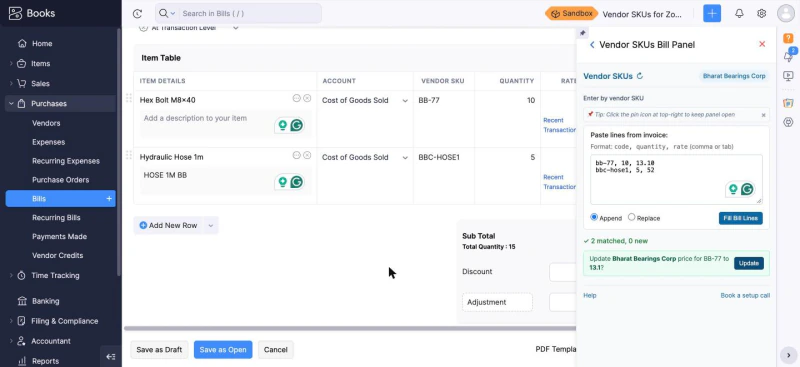 Books
Search in Bills ( / )
Sandbox
Vendor SKUs for Zo...
Home
Items
Sales
Purchases
Vendors
Expenses
Recurring Expenses
Purchase Orders
Bills
Recurring Bills
Payments Made
Vendor Credits
Time Tracking
Banking
Filing & Compliance
Accountant
Reports
At Transaction Level
Item Table
ITEM DETAILS ACCOUNT VENDOR SKU QUANTITY RATE
Hex Bolt M8×40 Cost of Goods Sold BB-77 10
Add a description to your item
Recent
Transaction
Hydraulic Hose 1m Cost of Goods Sold BBC-HOSE1 5
HOSE 1M BB
Recent
Transaction
Add New Row
Sub Total
Total Quantity : 15
Discount
Adjustment
Save as Draft Save as Open Cancel PDF Templa
Vendor SKUs Bill Panel
Vendor SKUs Bharat Bearings Corp
Enter by vendor SKU
Tip: Click the pin icon at top-right to keep panel open
Paste lines from invoice:
Format: code, quantity, rate (comma or tab)
bb-77, 10, 13.10
bbc-hose1, 5, 52
Append Replace Fill Bill Lines
✓ 2 matched, 0 new
Update Bharat Bearings Corp price for BB-77 to
13.1? Update
Help Book a setup call
?
2